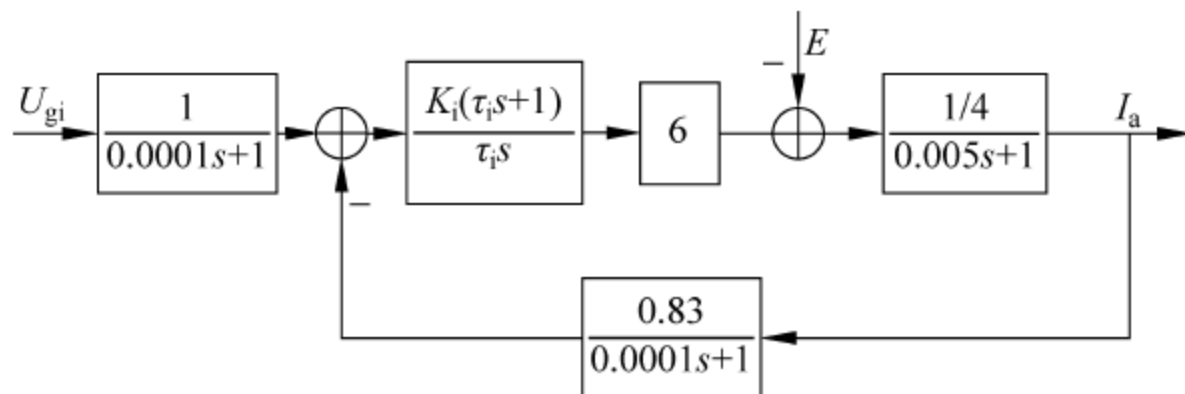 U_gi
1
0.0001s+1
−
K_i(τ_i s+1)
τ_i s
6
−
E
1/4
0.005s+1
I_a
0.83
0.0001s+1